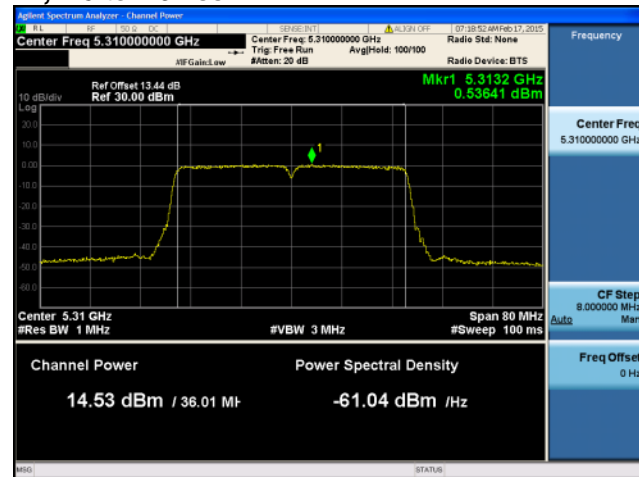 Agilent Spectrum Analyzer - Channel Power
RL RF 50 Ω DC SENSE:INT ALIGN OFF 07:18:52 AM Feb 17, 2015
Center Freq 5.310000000 GHz
Center Freq: 5.310000000 GHz Radio Std: None
Trig: Free Run Avg|Hold: 100/100
#IFGain:Low #Atten: 20 dB Radio Device: BTS
Frequency
Mkr1 5.3132 GHz
0.53641 dBm
Ref Offset 13.44 dB
10 dB/div Ref 30.00 dBm
Log
20.0
10.0
0.00
-10.0
-20.0
-30.0
-40.0
-50.0
-60.0
1
Center 5.31 GHz Span 80 MHz
#Res BW 1 MHz #VBW 3 MHz #Sweep 100 ms
Channel Power Power Spectral Density
14.53 dBm / 36.01 MH -61.04 dBm /Hz
Center Freq
5.310000000 GHz
CF Step
8.000000 MHz
Auto Man
Freq Offset
0 Hz
MSG STATUS